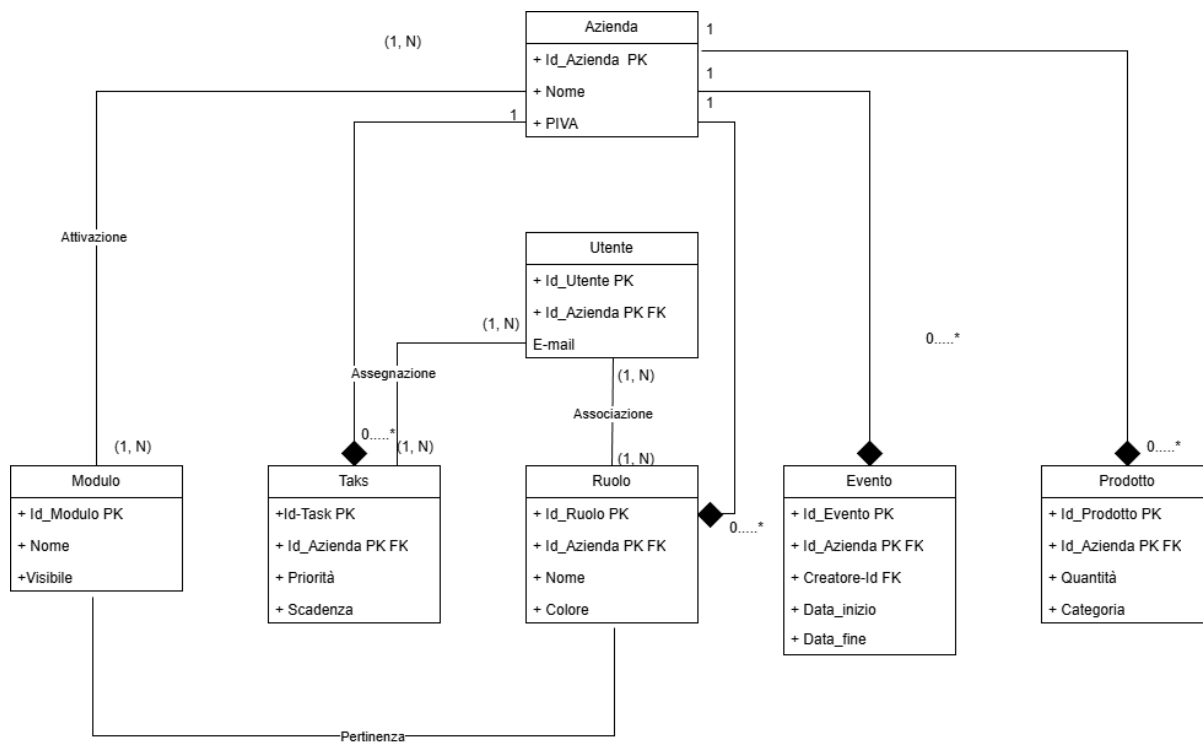 Azienda
+ Id_Azienda PK
+ Nome
+ PIVA
(1, N)
1
1
1
1
Attivazione
Utente
+ Id_Utente PK
+ Id_Azienda PK FK
E-mail
(1, N)
Assegnazione
(1, N)
Associazione
0.....*
0.....*
(1, N)
(1, N)
(1, N)
0.....*
0.....*
Modulo
+ Id_Modulo PK
+ Nome
+Visibile
Taks
+Id-Task PK
+ Id_Azienda PK FK
+ Priorità
+ Scadenza
Ruolo
+ Id_Ruolo PK
+ Id_Azienda PK FK
+ Nome
+ Colore
Evento
+ Id_Evento PK
+ Id_Azienda PK FK
+ Creatore-Id FK
+ Data_inizio
+ Data_fine
Prodotto
+ Id_Prodotto PK
+ Id_Azienda PK FK
+ Quantità
+ Categoria
Pertinenza